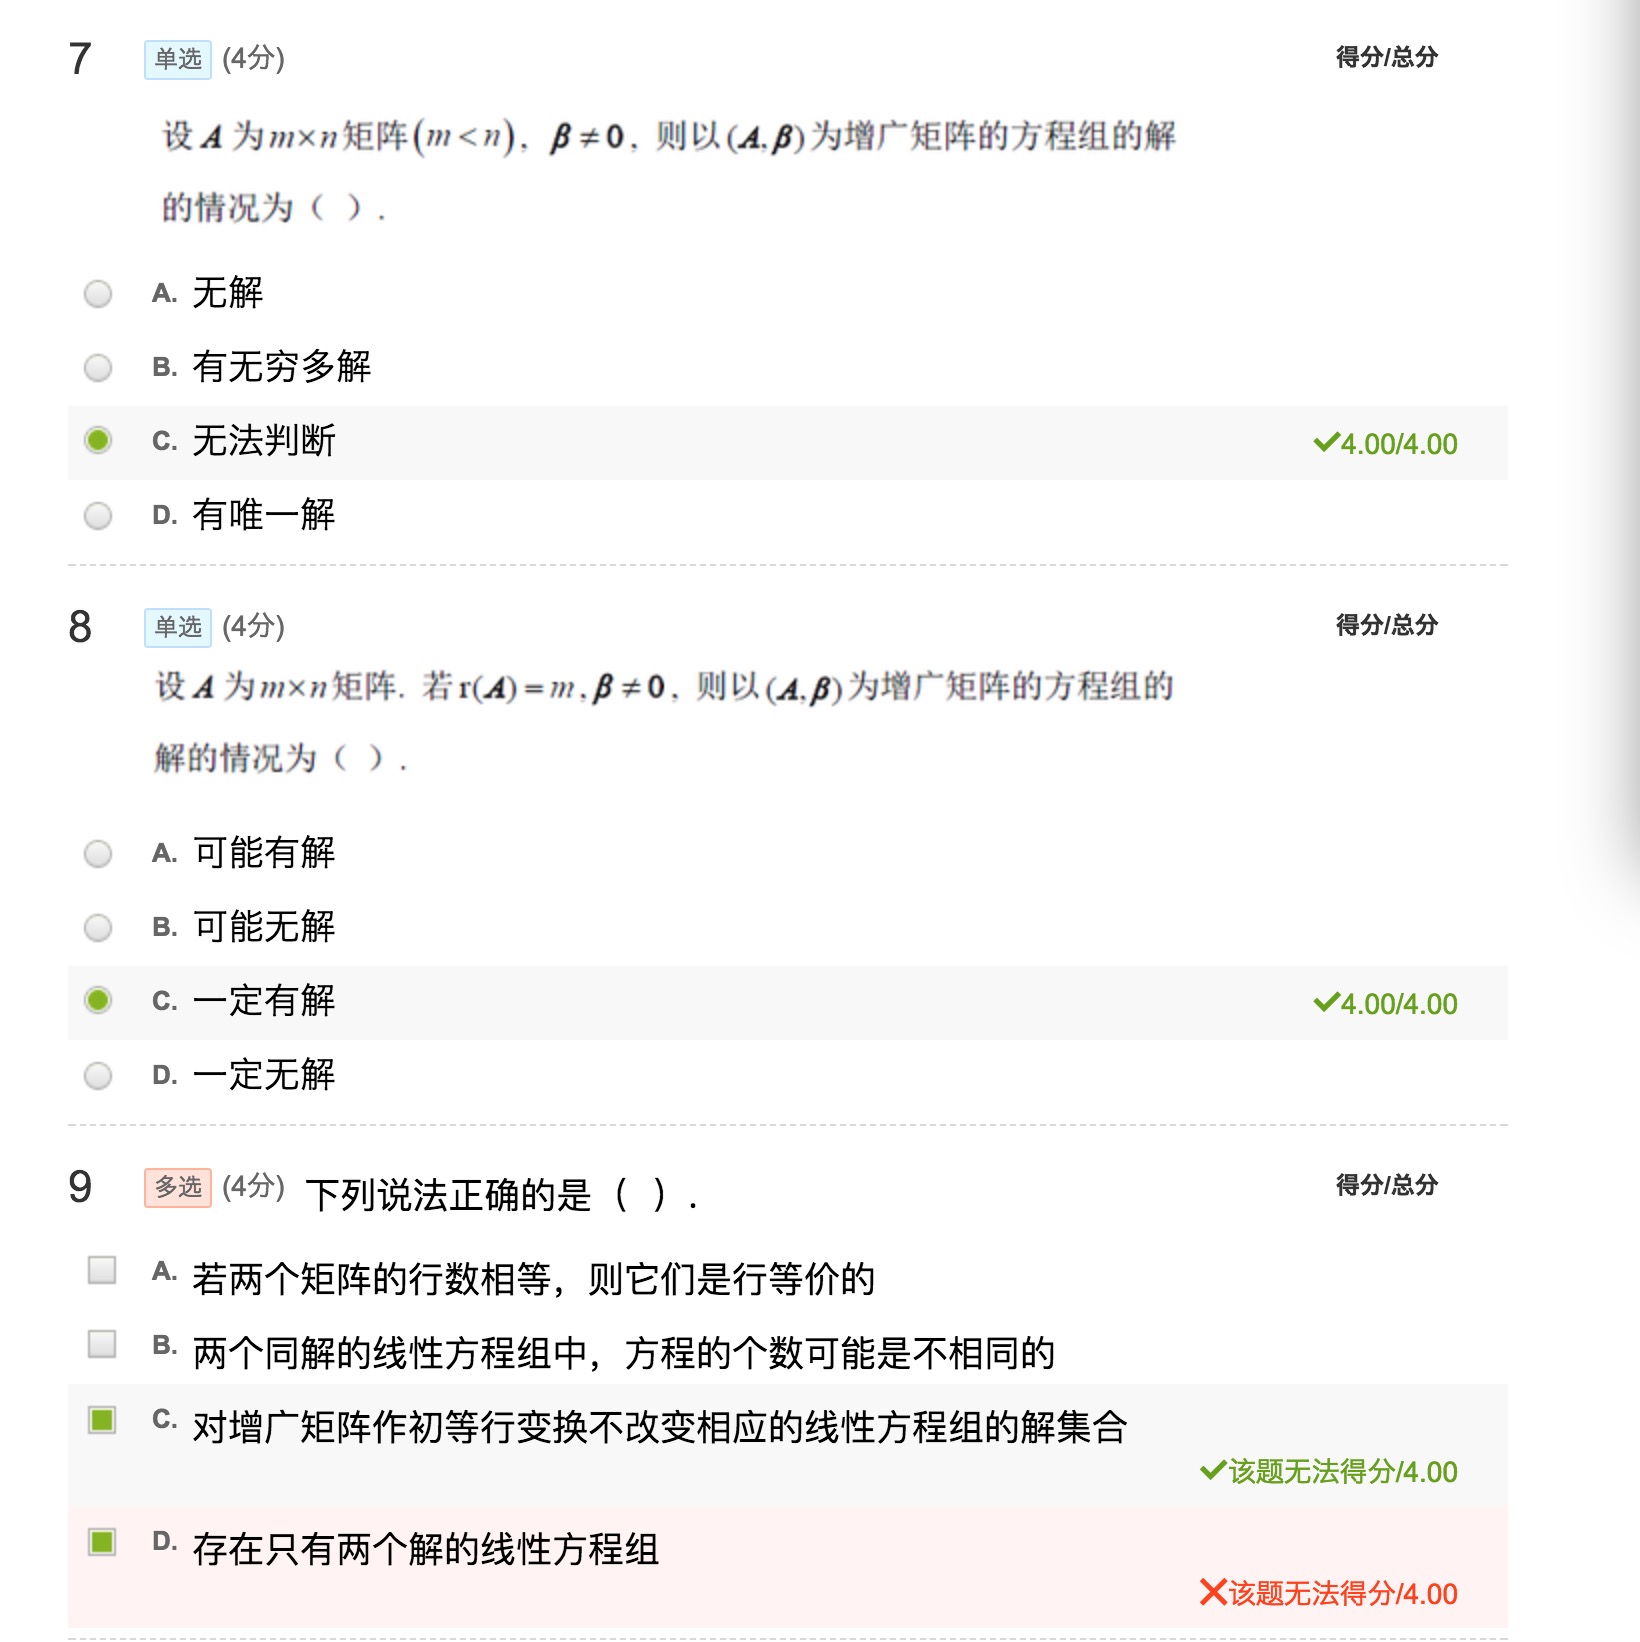 7 单选 (4分) 得分/总分
设 A 为 m×n 矩阵(m<n)，β≠0，则以(A,β)为增广矩阵的方程组的解
的情况为（ ）.
A. 无解
B. 有无穷多解
C. 无法判断 ✔4.00/4.00
D. 有唯一解
8 单选 (4分) 得分/总分
设 A 为 m×n 矩阵. 若 r(A)=m,β≠0，则以(A,β)为增广矩阵的方程组的
解的情况为（ ）.
A. 可能有解
B. 可能无解
C. 一定有解 ✔4.00/4.00
D. 一定无解
9 多选 (4分) 下列说法正确的是（ ）. 得分/总分
A. 若两个矩阵的行数相等，则它们是行等价的
B. 两个同解的线性方程组中，方程的个数可能是不相同的
C. 对增广矩阵作初等行变换不改变相应的线性方程组的解集合
✔该题无法得分/4.00
D. 存在只有两个解的线性方程组
✕该题无法得分/4.00